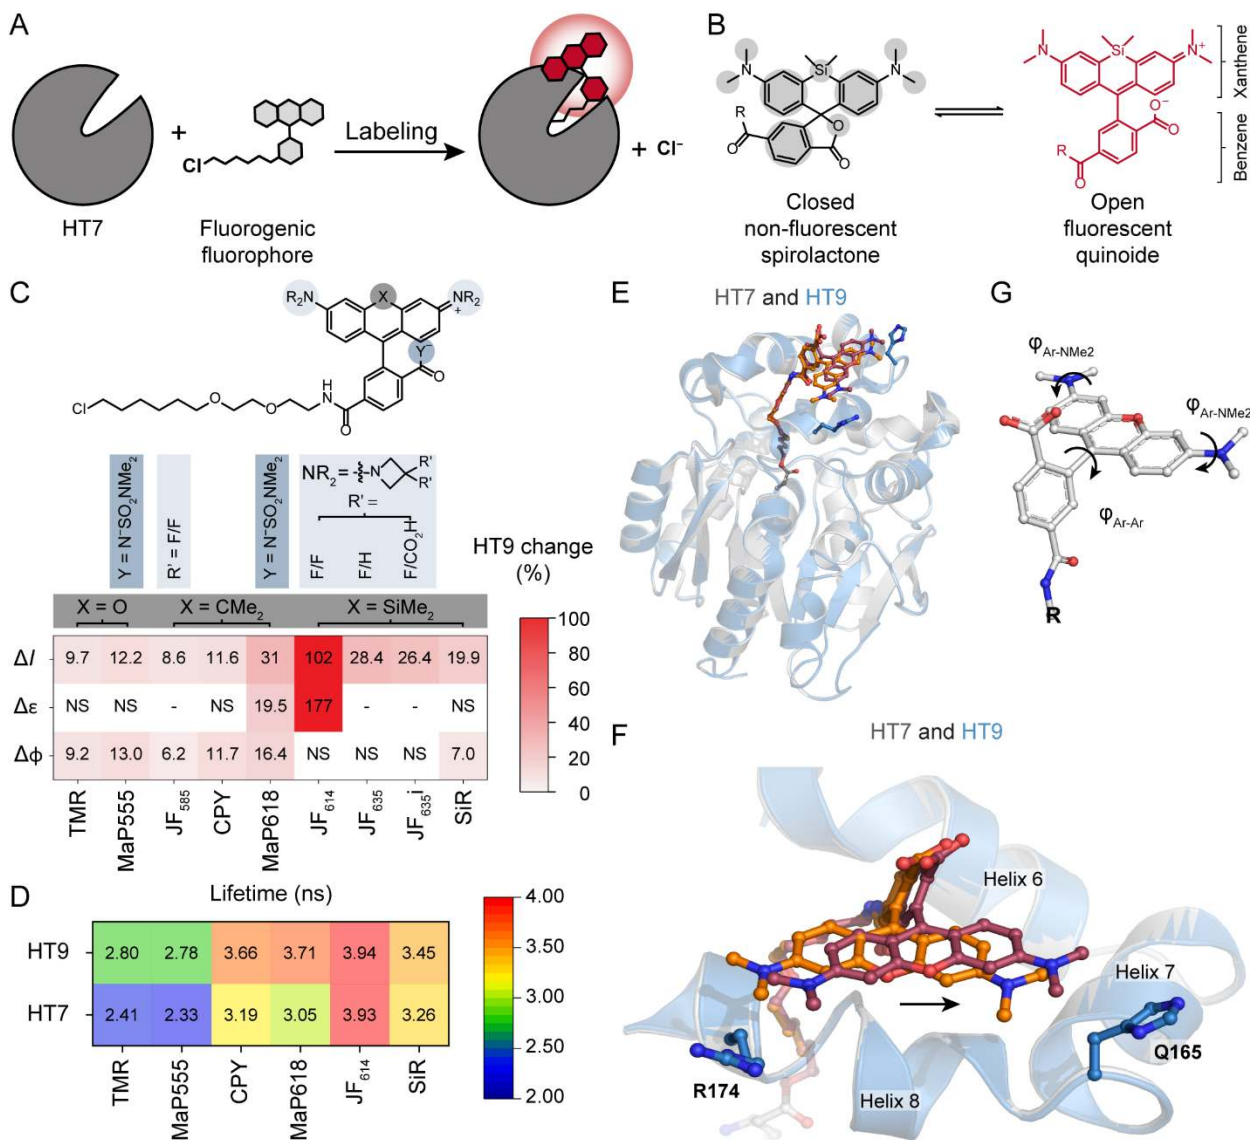 A
HT7
+
Cl
Fluorogenic
fluorophore
Labeling
+ Cl⁻
B
N
Si
N
R
O
O
O
Closed
non-fluorescent
spirolactone
N
Si
N⁺
O⁻
O
R
O
Open
fluorescent
quinoide
Xanthene
Benzene
C
R₂N
X
NR₂
+
Y⁻
O
H
N
O
Cl
O
O
Y = N⁻SO₂NMe₂
R' = F/F
Y = N⁻SO₂NMe₂
NR₂ = N R' R'
R' =
F/F
F/H
F/CO₂H
HT9 change
(%)
X = O
X = CMe₂
X = SiMe₂
100
80
60
40
20
0
ΔI 9.7 12.2 8.6 11.6 31 102 28.4 26.4 19.9
Δε NS NS - NS 19.5 177 - - NS
Δϕ 9.2 13.0 6.2 11.7 16.4 NS NS NS 7.0
TMR MaP555 JF₅₈₅ CPY MaP618 JF₆₁₄ JF₆₃₅ JF₆₃₅i SiR
D
Lifetime (ns)
HT9 2.80 2.78 3.66 3.71 3.94 3.45
HT7 2.41 2.33 3.19 3.05 3.93 3.26
TMR MaP555 CPY MaP618 JF₆₁₄ SiR
4.00
3.50
3.00
2.50
2.00
E
HT7 and HT9
G
φAr-NMe2
φAr-NMe2
φAr-Ar
R
F
HT7 and HT9
Helix 6
Helix 7
Q165
R174
Helix 8